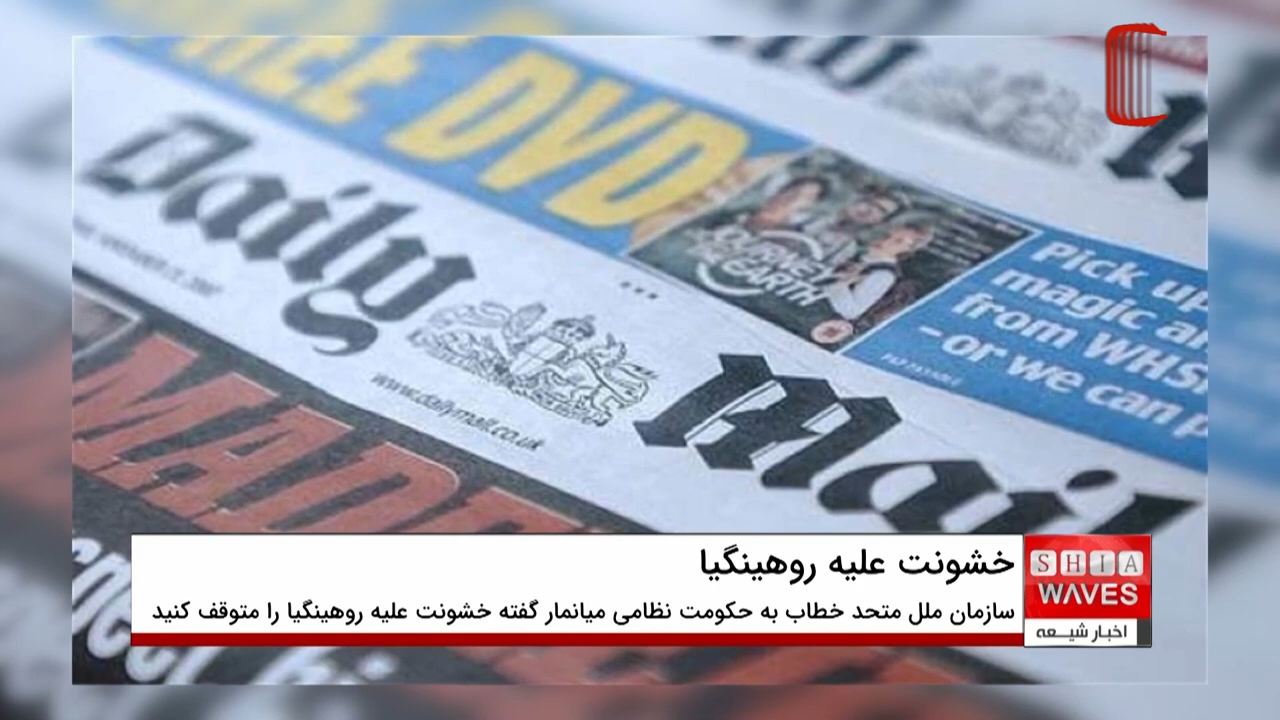 FREE DVD
Daily
Mail
www.dailymail.co.uk
JOURNEY
EARTH
Pick up
from WHS
-or we can p
خشونت علیه روهینگیا
سازمان ملل متحد خطاب به حکومت نظامی میانمار گفته خشونت علیه روهینگیا را متوقف کنید
SHIA
WAVES
اخبار شیـعه